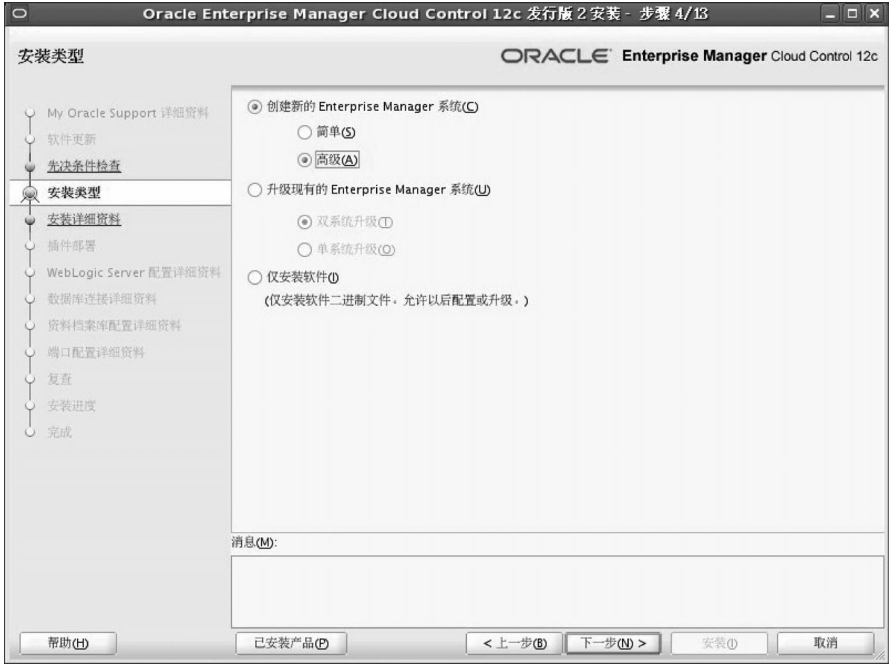 Oracle Enterprise Manager Cloud Control 12c 发行版 2 安装 - 步骤 4/13
安装类型
ORACLE Enterprise Manager Cloud Control 12c
My Oracle Support 详细资料
软件更新
先决条件检查
安装类型
安装详细资料
插件部署
WebLogic Server 配置详细资料
数据库连接详细资料
资料档案库配置详细资料
端口配置详细资料
复查
安装进度
完成
创建新的 Enterprise Manager 系统(C)
简单(S)
高级(A)
升级现有的 Enterprise Manager 系统(U)
双系统升级(T)
单系统升级(O)
仅安装软件(I)
(仅安装软件二进制文件。允许以后配置或升级。)
消息(M):
帮助(H)
已安装产品(P)
< 上一步(B)
下一步(N) >
安装(I)
取消